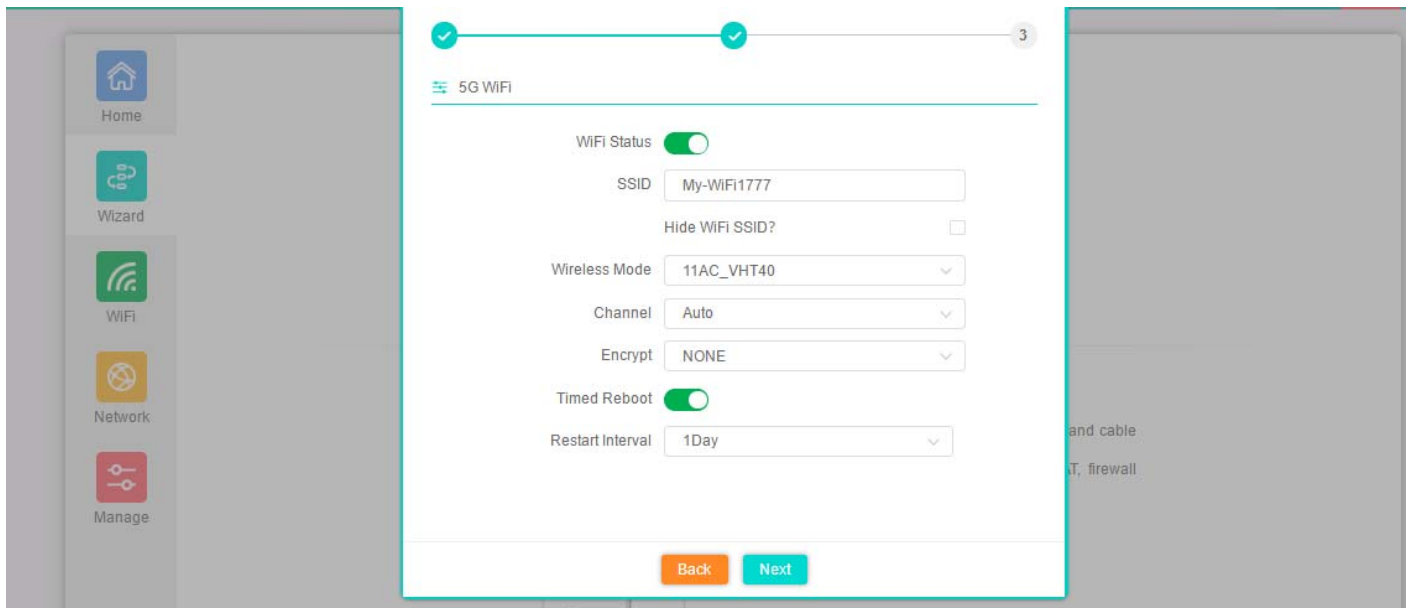 3
5G WiFi
Home
WiFi Status
SSID My-WiFi1777
Wizard
Hide WiFi SSID?
Wireless Mode 11AC_VHT40
Channel Auto
WiFi
Encrypt NONE
Timed Reboot
Network
Restart Interval 1Day
and cable
firewall
Manage
Back Next